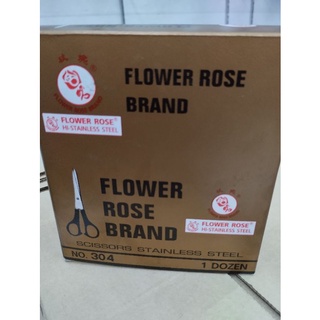 FLOWER ROSE
BRAND
FLOWER ROSE®
HI-STAINLESS STEEL
FLOWER
ROSE
BRAND
FLOWER ROSE®
HI-STAINLESS STEEL
SCISSORS STAINLESS STEEL
NO. 304
1 DOZEN